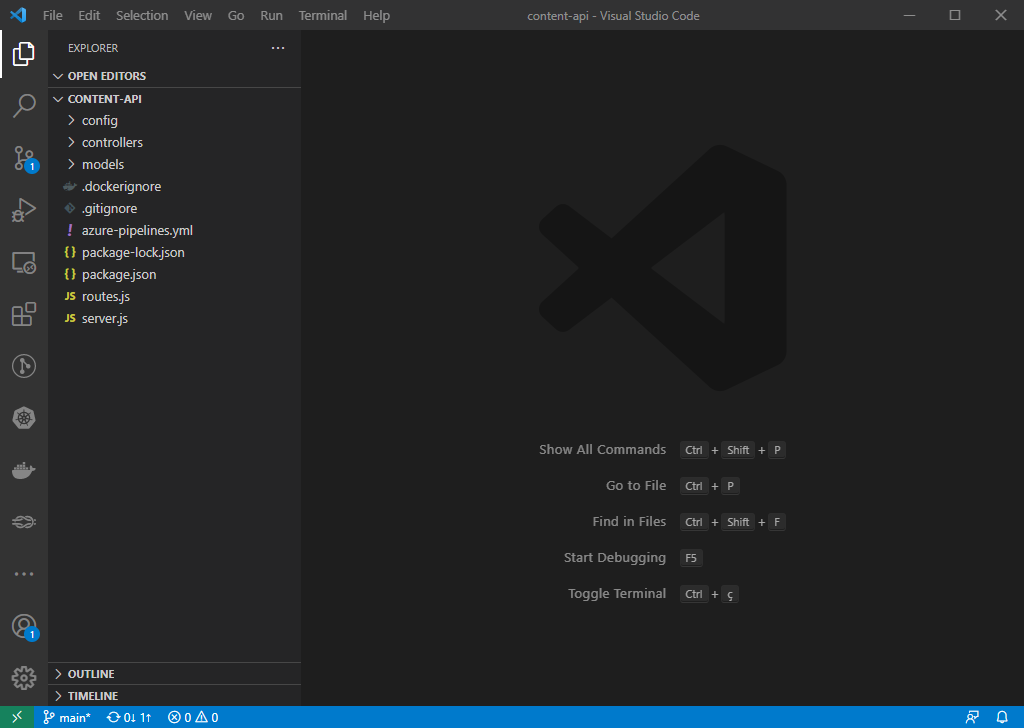 File Edit Selection View Go Run Terminal Help content-api - Visual Studio Code
EXPLORER
OPEN EDITORS
CONTENT-API
config
controllers
models
.dockerignore
.gitignore
! azure-pipelines.yml
{} package-lock.json
{} package.json
JS routes.js
JS server.js
1
Show All Commands Ctrl + Shift + P
Go to File Ctrl + P
Find in Files Ctrl + Shift + F
Start Debugging F5
Toggle Terminal Ctrl + ç
1
OUTLINE
TIMELINE
main* 0↓ 1↑ 0 0